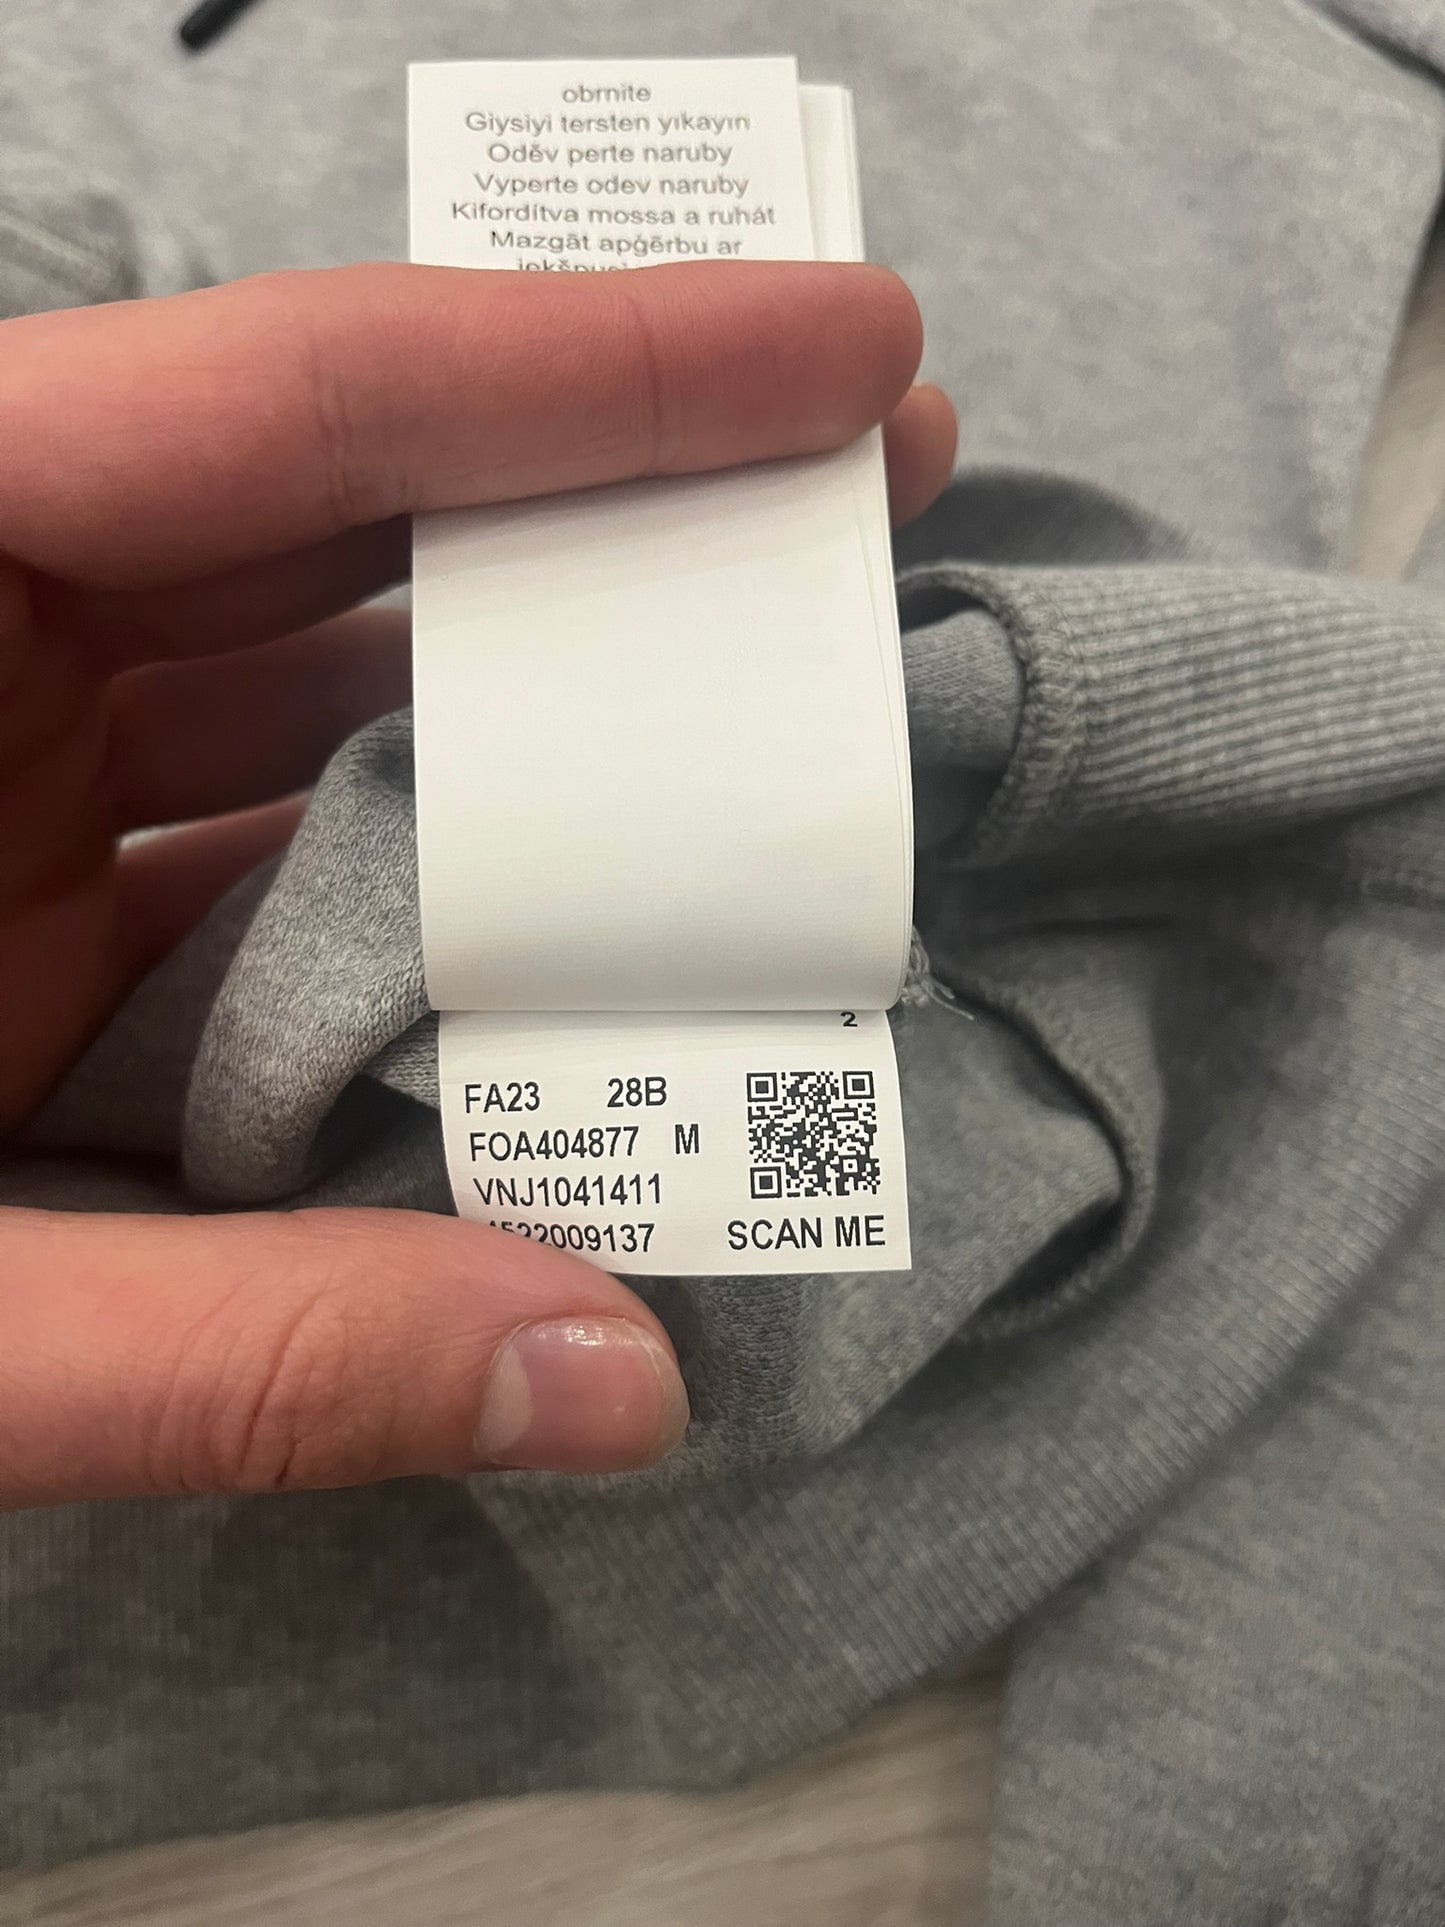 obrnite
Giysiyi tersten yıkayın
Oděv perte naruby
Vyperte odev naruby
Kifordítva mossa a ruhát
Mazgāt apģērbu ar
2
FA23 28B
FOA404877 M
VNJ1041411
4522009137 SCAN ME